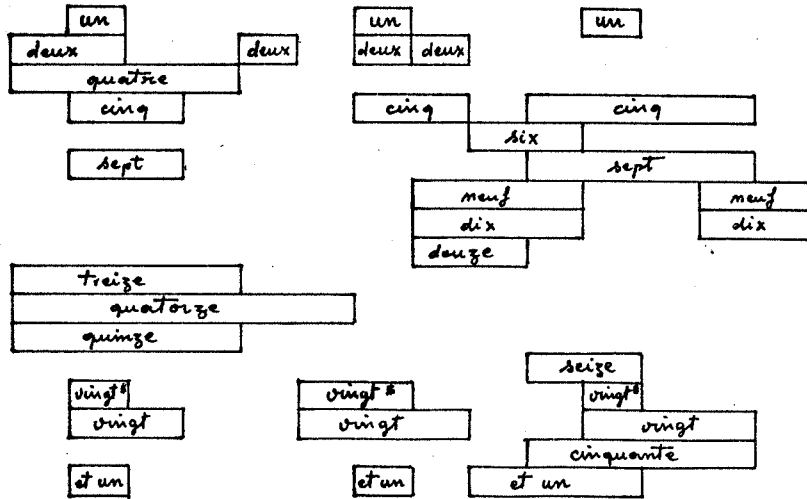 un un un
deux deux deux deux
quatre
cinq cinq cinq
six
sept sept
neuf neuf
dix dix
douze
treize
quatorze
quinze
seize
vingt* vingt* vingt*
vingt vingt vingt
cinquante
et un et un et un